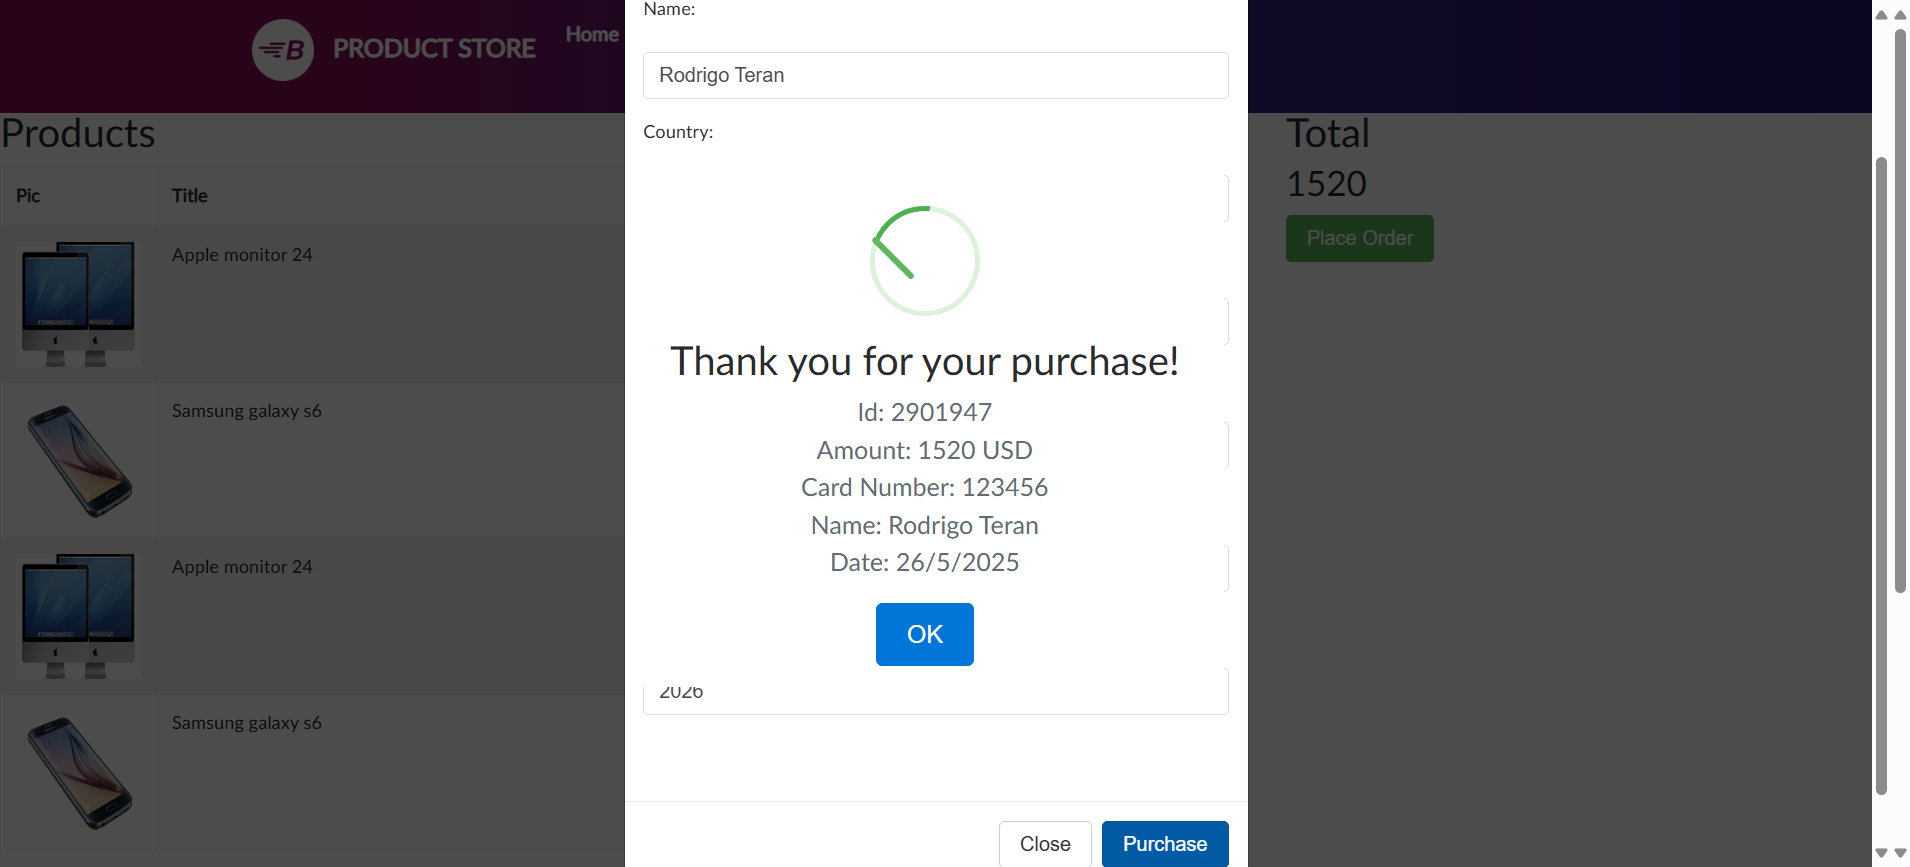 B
PRODUCT STORE
Home
Products
Pic
Title
Apple monitor 24
Samsung galaxy s6
Apple monitor 24
Samsung galaxy s6
Name:
Rodrigo Teran
Country:
Thank you for your purchase!
Id: 2901947
Amount: 1520 USD
Card Number: 123456
Name: Rodrigo Teran
Date: 26/5/2025
OK
2026
Close
Purchase
Total
1520
Place Order